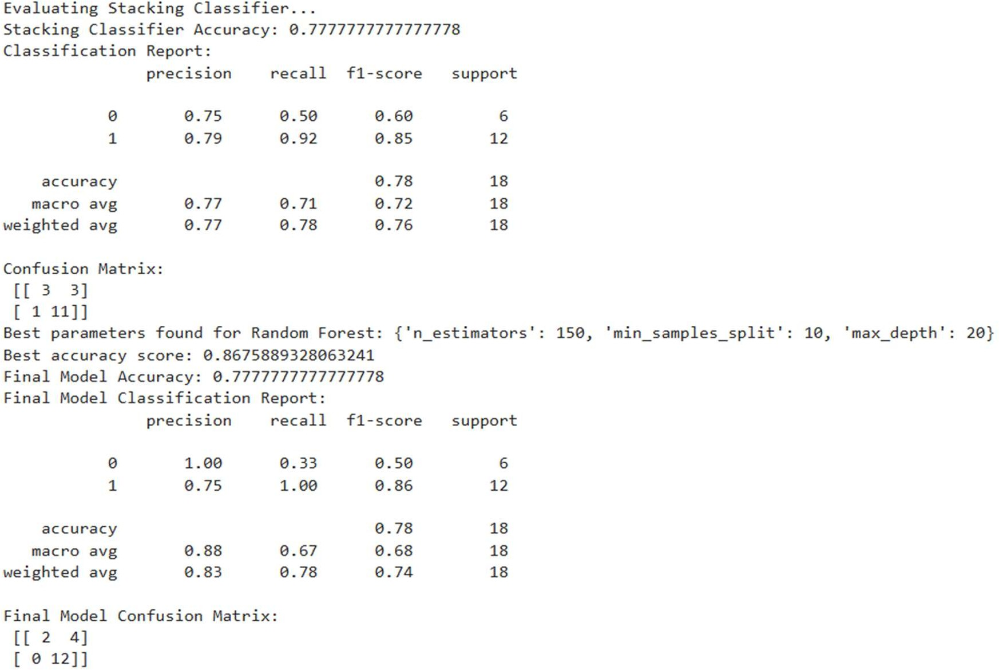 Evaluating Stacking Classifier...
Stacking Classifier Accuracy: 0.7777777777777778
Classification Report:
              precision    recall  f1-score   support

           0       0.75      0.50      0.60         6
           1       0.79      0.92      0.85        12

    accuracy                           0.78        18
   macro avg       0.77      0.71      0.72        18
weighted avg       0.77      0.78      0.76        18

Confusion Matrix:
 [[ 3  3]
 [ 1 11]]
Best parameters found for Random Forest: {'n_estimators': 150, 'min_samples_split': 10, 'max_depth': 20}
Best accuracy score: 0.8675889328063241
Final Model Accuracy: 0.7777777777777778
Final Model Classification Report:
              precision    recall  f1-score   support

           0       1.00      0.33      0.50         6
           1       0.75      1.00      0.86        12

    accuracy                           0.78        18
   macro avg       0.88      0.67      0.68        18
weighted avg       0.83      0.78      0.74        18

Final Model Confusion Matrix:
 [[ 2  4]
 [ 0 12]]